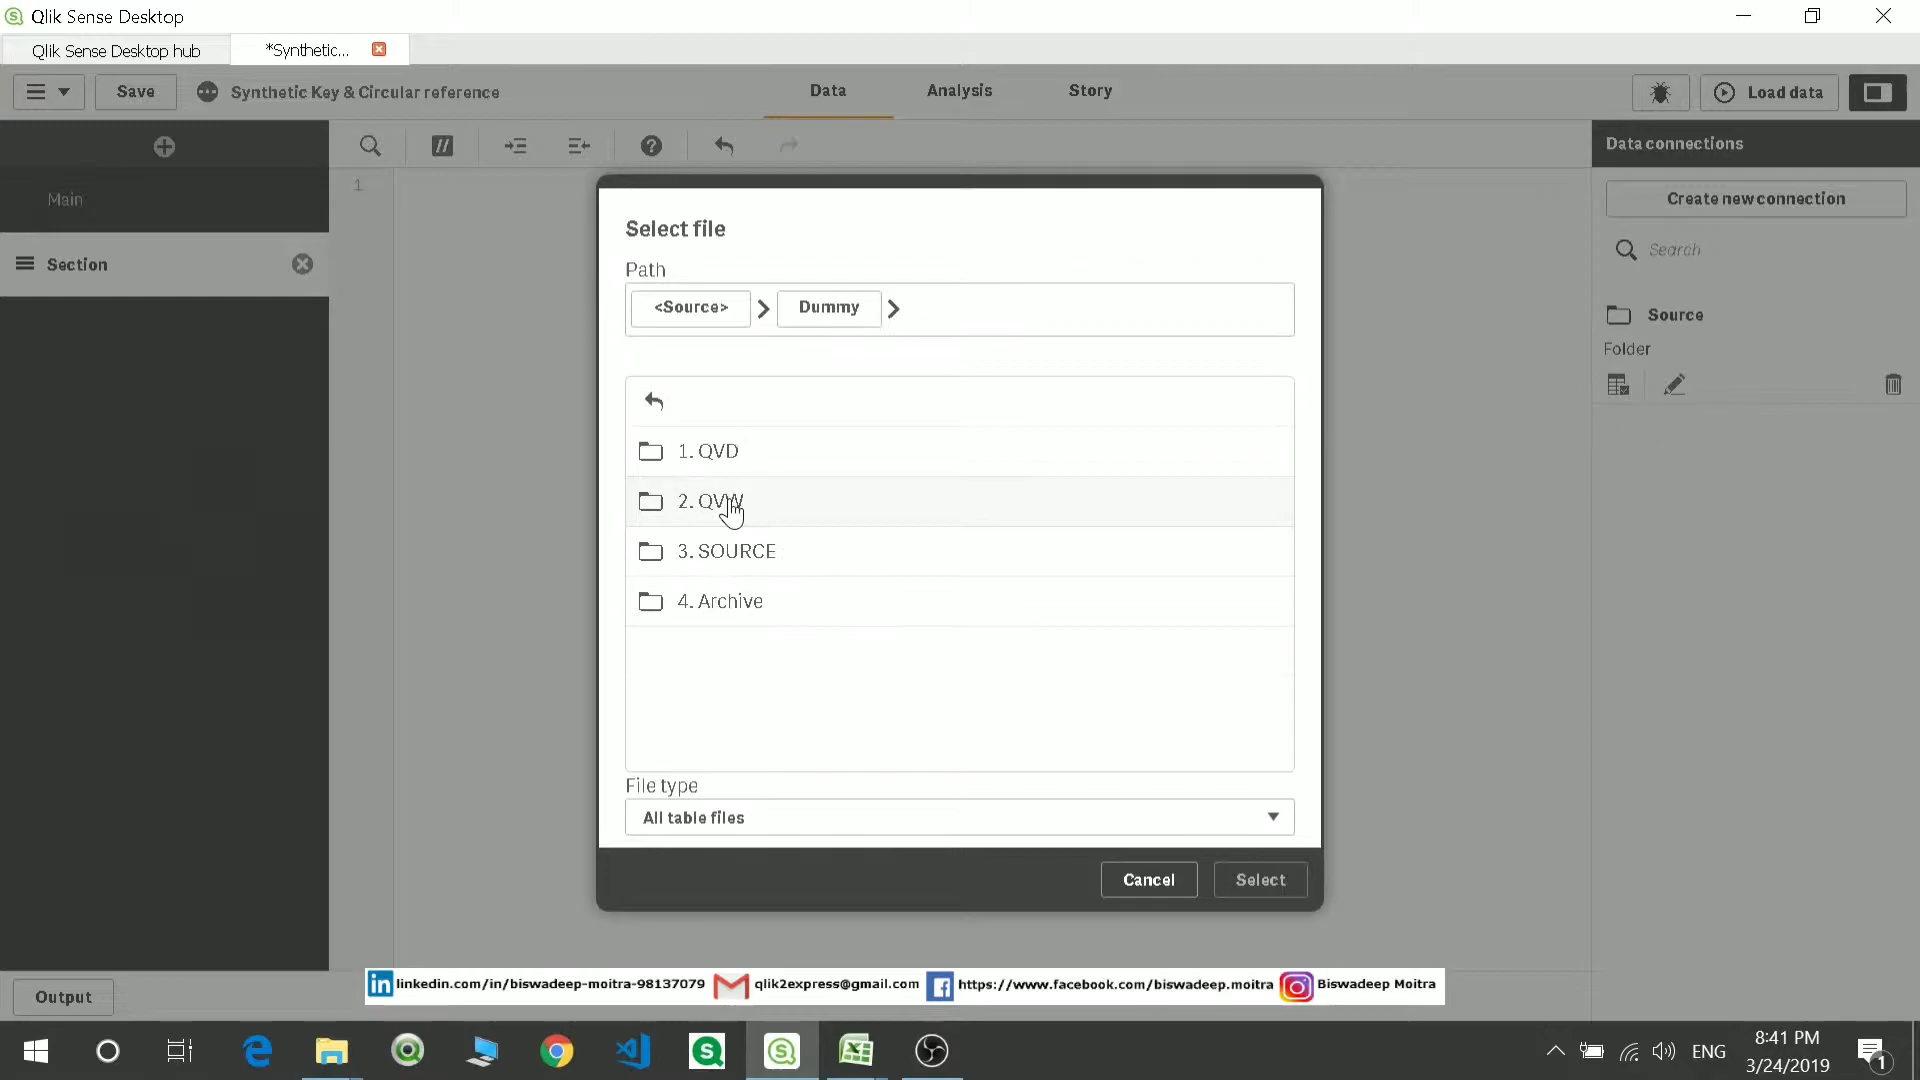 Qlik Sense Desktop
Qlik Sense Desktop hub
*Synthetic...
Save
Synthetic Key & Circular reference
Data
Analysis
Story
Load data
Main
Section
1
Data connections
Create new connection
Search
Source
Folder
Select file
Path
<Source>
Dummy
1. QVD
2. QVW
3. SOURCE
4. Archive
File type
All table files
Cancel
Select
Output
linkedin.com/in/biswadeep-moitra-98137079
qlik2express@gmail.com
https://www.facebook.com/biswadeep.moitra
Biswadeep Moitra
ENG
8:41 PM
3/24/2019
1